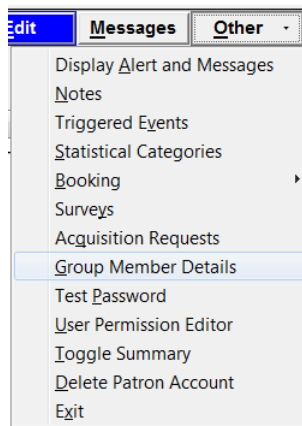 Edit Messages Other
Display Alert and Messages
Notes
Triggered Events
Statistical Categories
Booking
Surveys
Acquisition Requests
Group Member Details
Test Password
User Permission Editor
Toggle Summary
Delete Patron Account
Exit